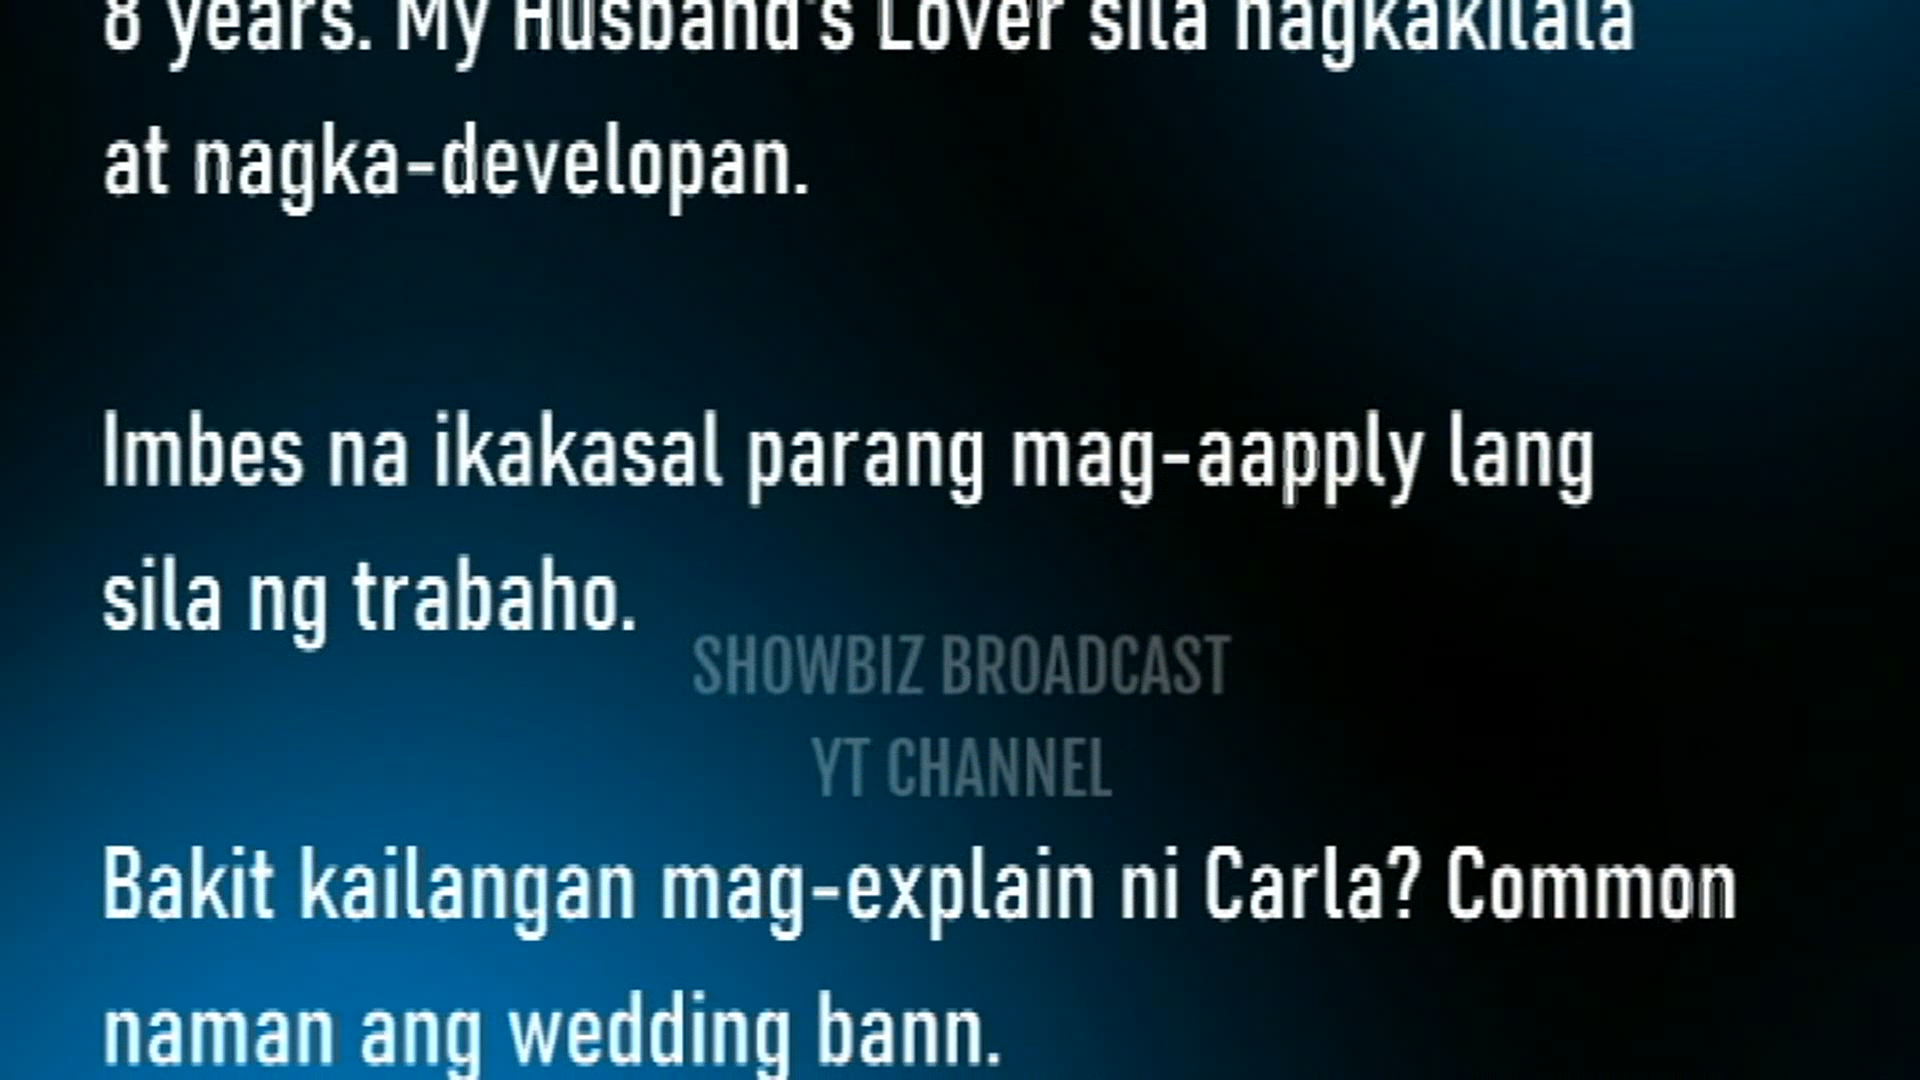 8 years. My Husband's Lover sila nagkakilala
at nagka-developan.
Imbes na ikakasal parang mag-aapply lang
sila ng trabaho.
SHOWBIZ BROADCAST
YT CHANNEL
Bakit kailangan mag-explain ni Carla? Common
naman ang wedding bann.